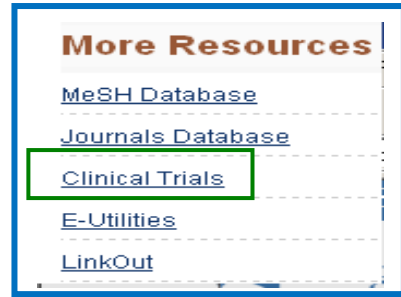 More Resources
MeSH Database
Journals Database
Clinical Trials
E-Utilities
LinkOut